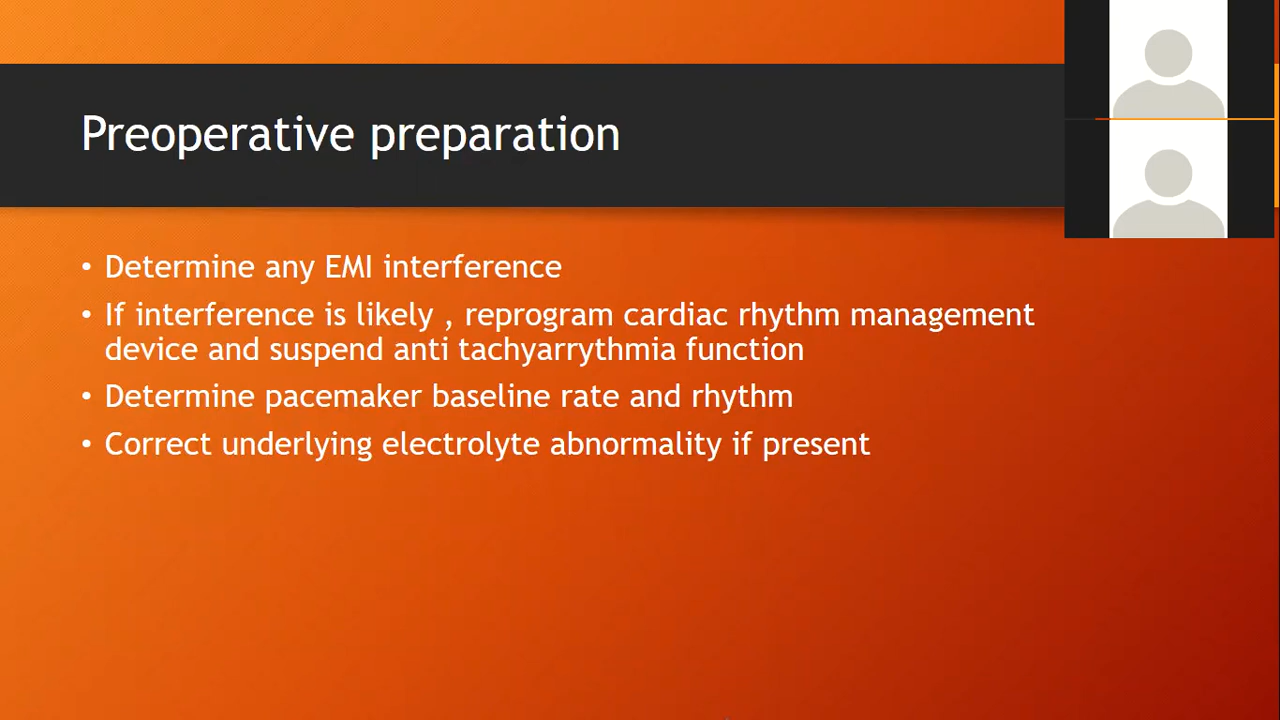 Preoperative preparation
• Determine any EMI interference
• If interference is likely , reprogram cardiac rhythm management
device and suspend anti tachyarrythmia function
• Determine pacemaker baseline rate and rhythm
• Correct underlying electrolyte abnormality if present